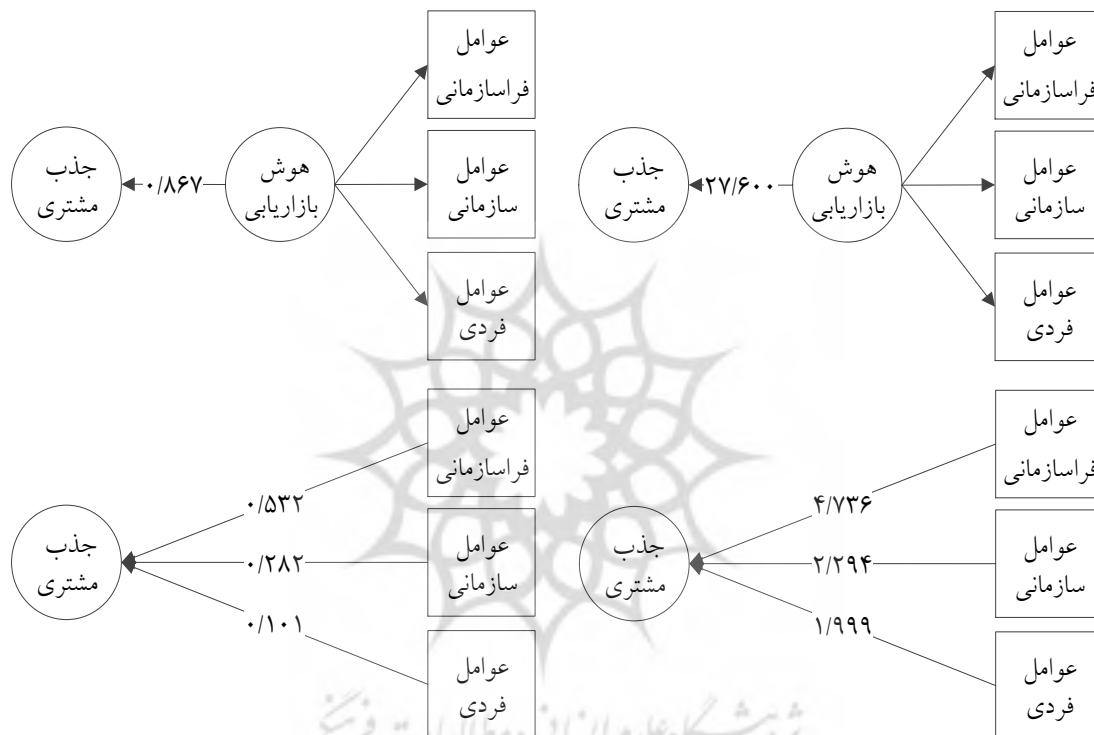 عوامل
فراسازمانی
عوامل
سازمانی
عوامل
فردی
هوش
بازاریابی
۲۷/۶۰۰
جذب
مشتری
عوامل
فراسازمانی
عوامل
سازمانی
عوامل
فردی
هوش
بازاریابی
۰/۸۶۷
جذب
مشتری
عوامل
فراسازمانی
عوامل
سازمانی
عوامل
فردی
۴/۷۳۶
۲/۲۹۴
۱/۹۹۹
جذب
مشتری
عوامل
فراسازمانی
عوامل
سازمانی
عوامل
فردی
۰/۵۳۲
۰/۲۸۲
۰/۱۰۱
جذب
مشتری